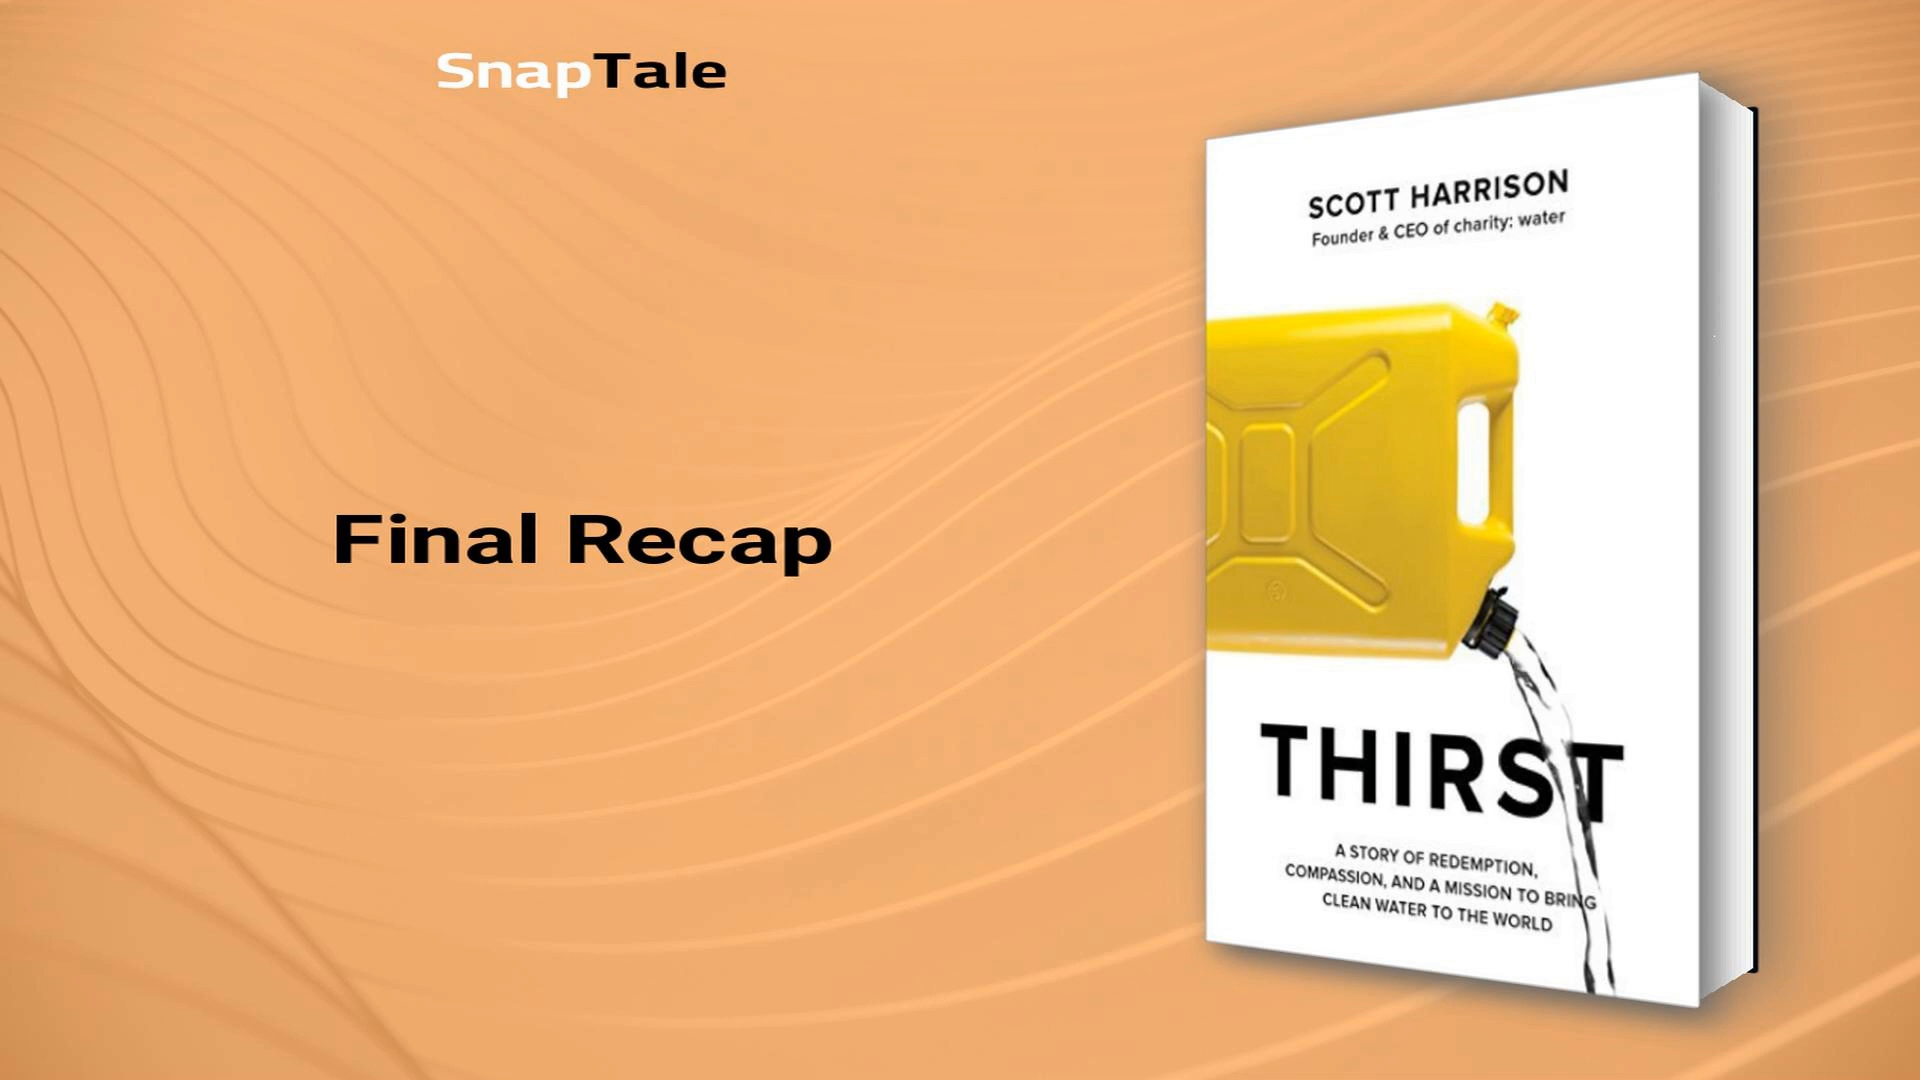 SnapTale
Final Recap
SCOTT HARRISON
Founder & CEO of charity: water
THIRST
A STORY OF REDEMPTION,
COMPASSION, AND A MISSION TO BRING
CLEAN WATER TO THE WORLD